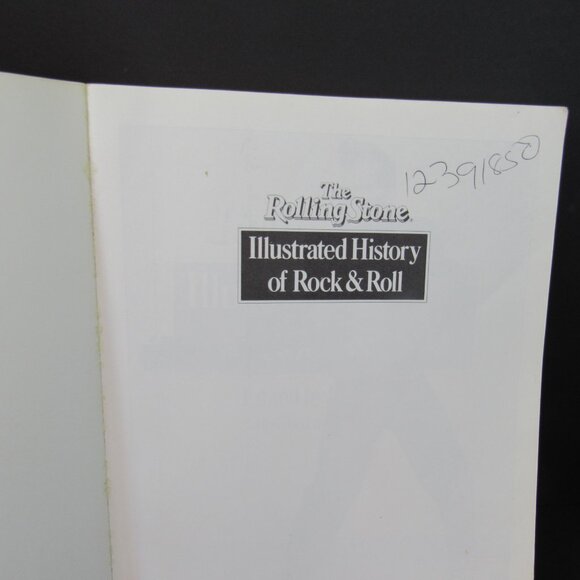 12391850
The
Rolling Stone
Illustrated History
of Rock & Roll